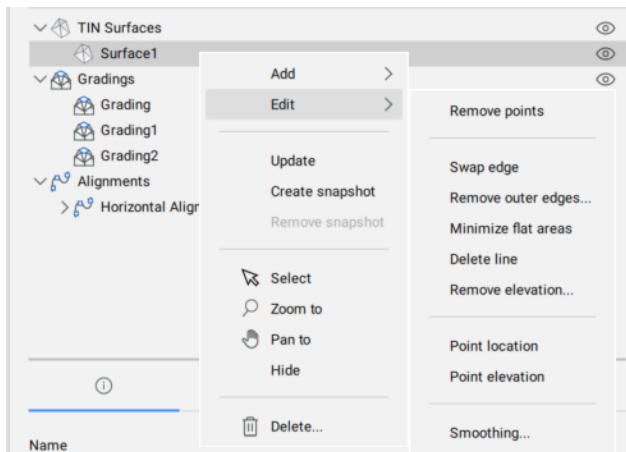 TIN Surfaces
Surface1
Gradings
Grading
Grading1
Grading2
Alignments
Horizontal Aligr
Name
Add
Edit
Update
Create snapshot
Remove snapshot
Select
Zoom to
Pan to
Hide
Delete...
Remove points
Swap edge
Remove outer edges...
Minimize flat areas
Delete line
Remove elevation...
Point location
Point elevation
Smoothing...